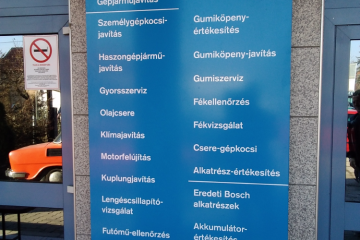 Gépjárműjavítás
Személygépkocsi-
javítás
Haszongépjármű-
javítás
Gyorsszerviz
Olajcsere
Klímajavítás
Motorfelújítás
Kuplungjavítás
Lengéscsillapító-
vizsgálat
Futómű-ellenőrzés
Gumiköpeny-
értékesítés
Gumiköpeny-javítás
Gumiszerviz
Fékellenőrzés
Fékvizsgálat
Csere-gépkocsi
Alkatrész-értékesítés
Eredeti Bosch
alkatrészek
Akkumulátor-
értékesítés